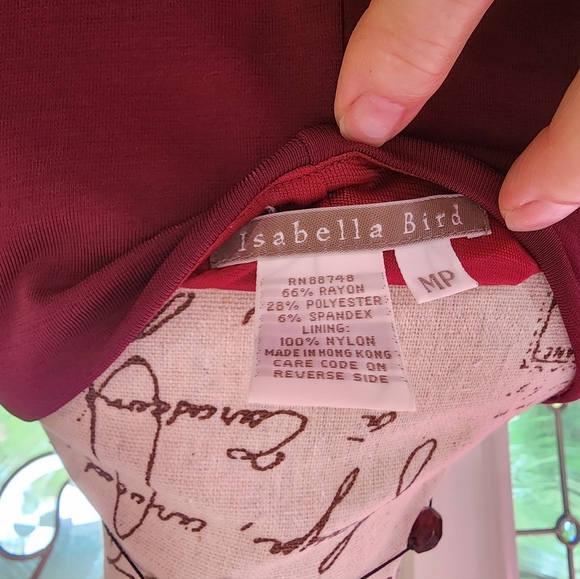 Isabella Bird
MP
RN88748
66% RAYON
28% POLYESTER
6% SPANDEX
LINING:
100% NYLON
MADE IN HONG KONG
CARE CODE ON
REVERSE SIDE